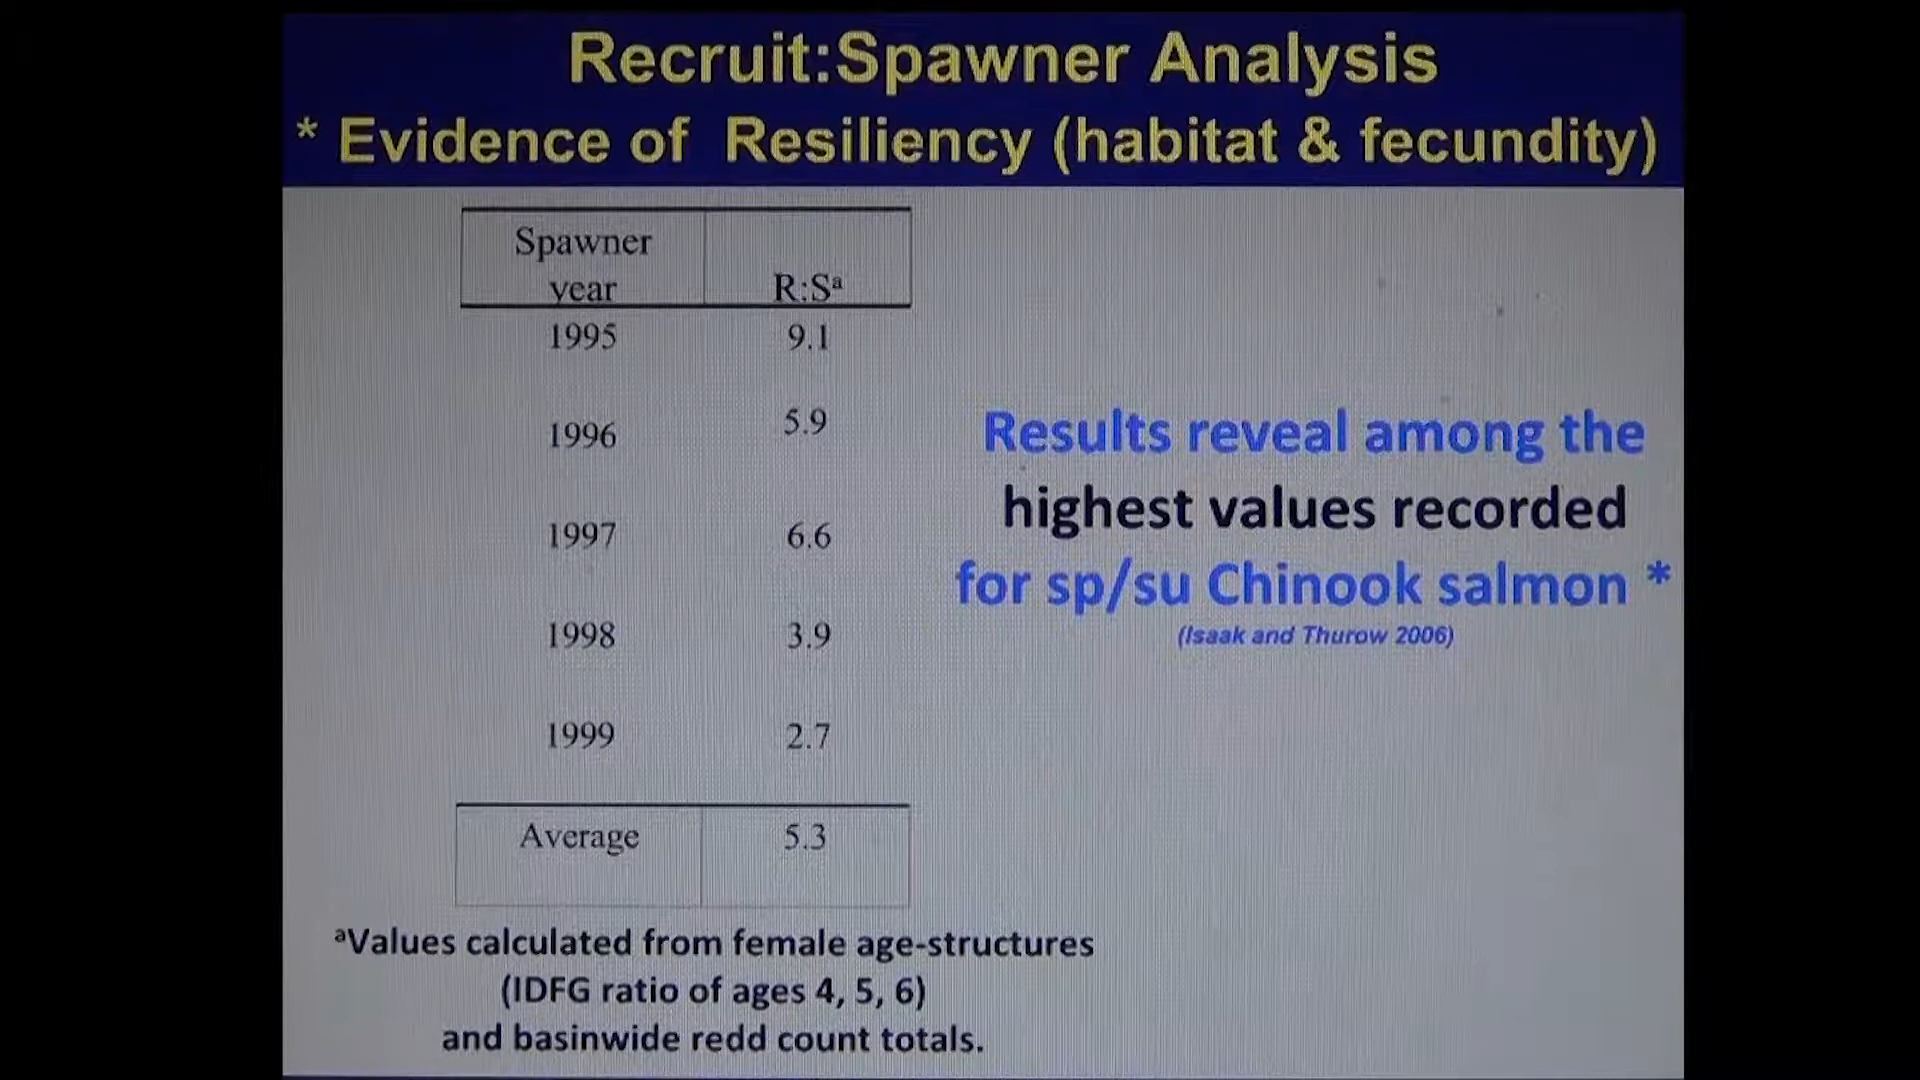 Recruit:Spawner Analysis
* Evidence of Resiliency (habitat & fecundity)
Spawner
year R:Sᵃ
1995 9.1
1996 5.9
1997 6.6
1998 3.9
1999 2.7
Average 5.3
Results reveal among the
highest values recorded
for sp/su Chinook salmon *
(Isaak and Thurow 2006)
ᵃValues calculated from female age-structures
(IDFG ratio of ages 4, 5, 6)
and basinwide redd count totals.